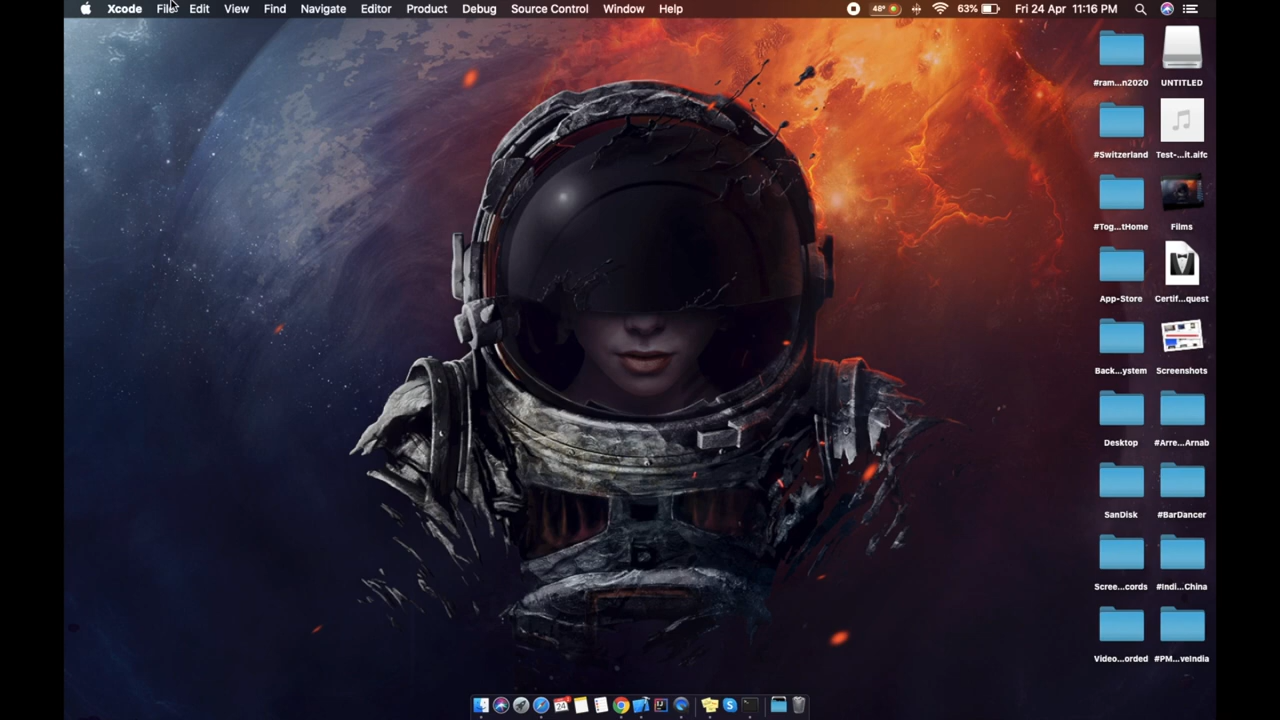 Xcode File Edit View Find Navigate Editor Product Debug Source Control Window Help 48° 63% Fri 24 Apr 11:16 PM
#ram...n2020 UNTITLED
#Switzerland Test-...it.aifc
#Tog...tHome Films
App-Store Certif...quest
Back...ystem Screenshots
Desktop #Arre...Arnab
SanDisk #BarDancer
Scree...cords #Indi...China
Video...orded #PM...veIndia
24